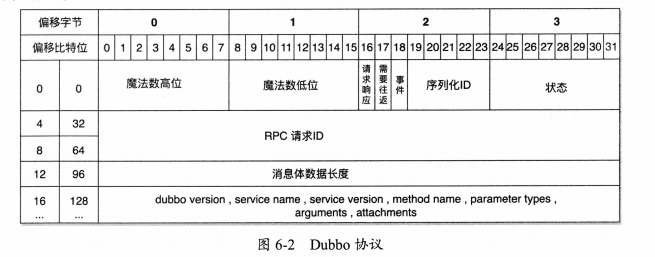 偏移字节 0 1 2 3
偏移比特位 0 1 2 3 4 5 6 7 8 9 10 11 12 13 14 15 16 17 18 19 20 21 22 23 24 25 26 27 28 29 30 31
0 0 魔法数高位 魔法数低位 请求响应 需要往返 事件 序列化ID 状态
4 32
RPC 请求ID
8 64
12 96 消息体数据长度
16 128 dubbo version , service name , service version , method name , parameter types ,
... ... arguments , attachments
图 6-2 Dubbo 协议